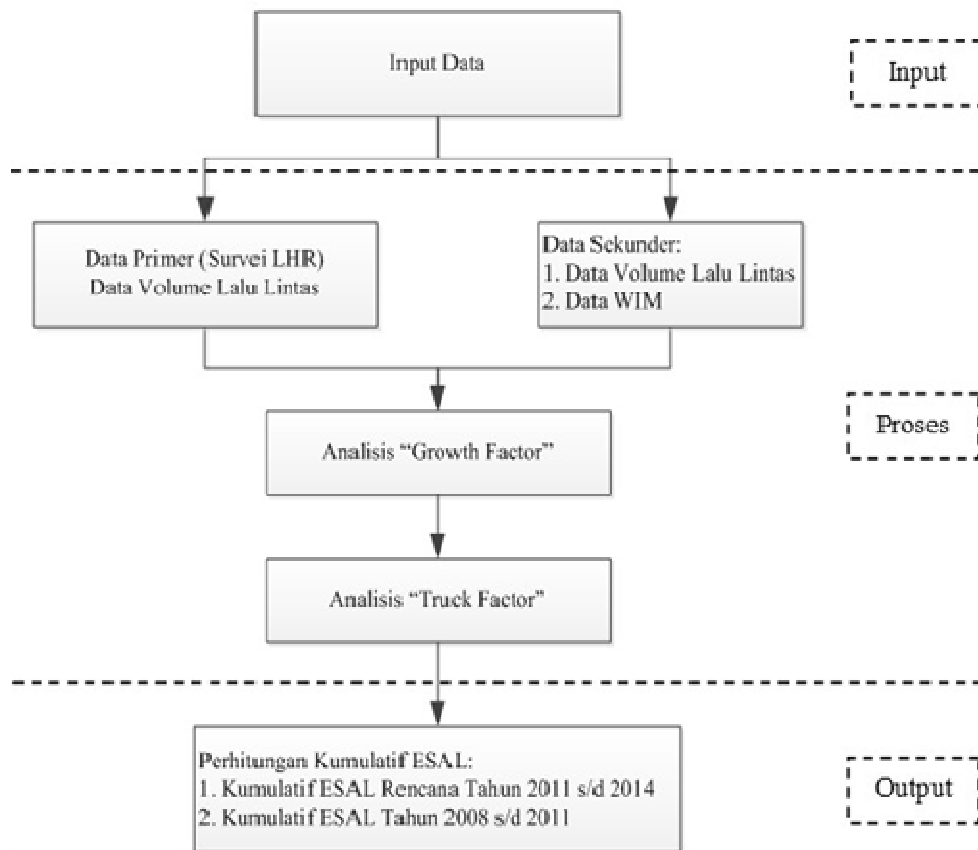 Input Data
Input
Data Primer (Survei LHR)
Data Volume Lalu Lintas
Data Sekunder:
1. Data Volume Lalu Lintas
2. Data WIM
Analisis “Growth Factor”
Proses
Analisis “Truck Factor”
Perhitungan Kumulatif ESAL:
1. Kumulatif ESAL Rencana Tahun 2011 s/d 2014
2. Kumulatif ESAL Tahun 2008 s/d 2011
Output